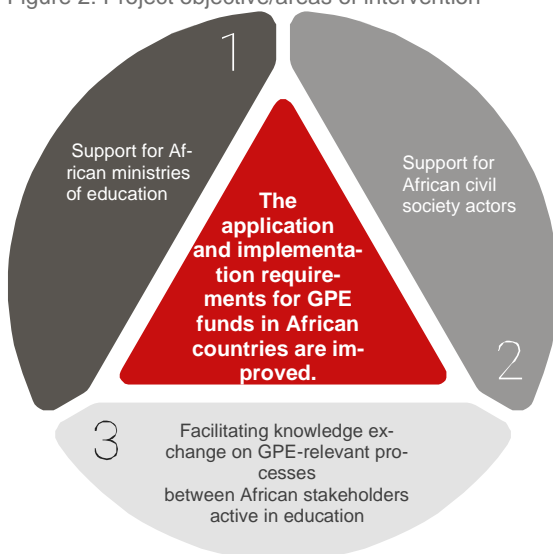 Figure 2: Project objective/areas of intervention
1
Support for Af-
rican ministries
of education
Support for
African civil
society actors
2
The
application
and implementa-
tion require-
ments for GPE
funds in African
countries are im-
proved.
3
Facilitating knowledge ex-
change on GPE-relevant pro-
cesses
between African stakeholders
active in education